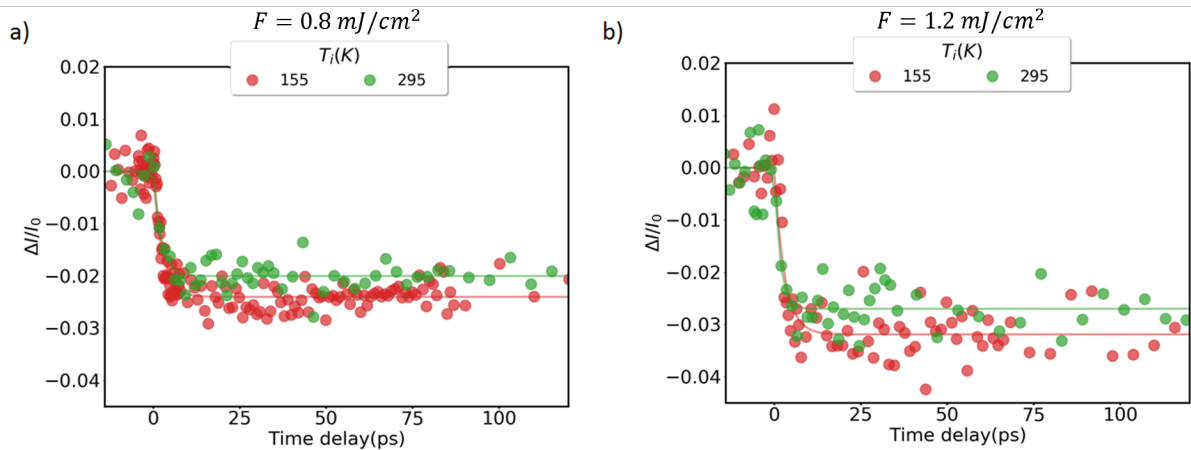 a)
F = 0.8 mJ/cm²
Tᵢ(K)
155 295
0.02
0.01
0.00
−0.01
−0.02
−0.03
−0.04
ΔI/I₀
0 25 50 75 100
Time delay(ps)
b)
F = 1.2 mJ/cm²
Tᵢ(K)
155 295
0.02
0.01
0.00
−0.01
−0.02
−0.03
−0.04
ΔI/I₀
0 25 50 75 100
Time delay(ps)